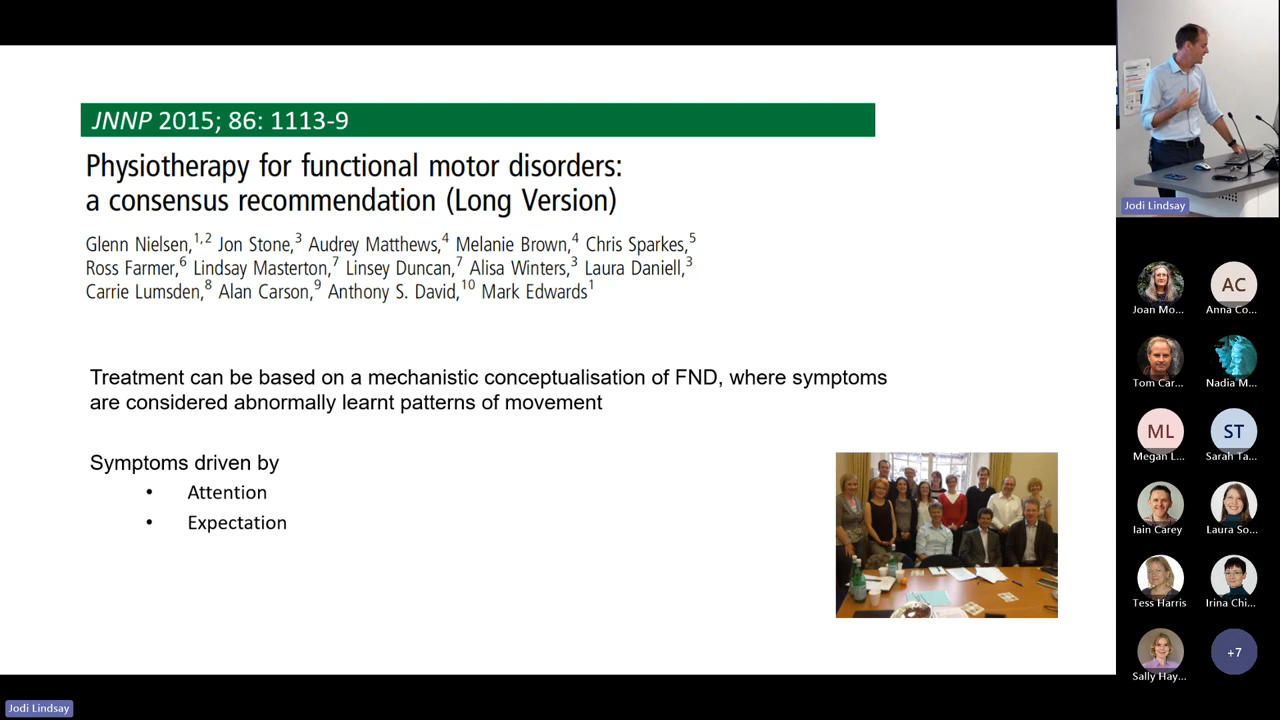 JNNP 2015; 86: 1113-9
Physiotherapy for functional motor disorders:
a consensus recommendation (Long Version)
Glenn Nielsen,1,2 Jon Stone,3 Audrey Matthews,4 Melanie Brown,4 Chris Sparkes,5
Ross Farmer,6 Lindsay Masterton,7 Linsey Duncan,7 Alisa Winters,3 Laura Daniell,3
Carrie Lumsden,8 Alan Carson,9 Anthony S. David,10 Mark Edwards1
Treatment can be based on a mechanistic conceptualisation of FND, where symptoms
are considered abnormally learnt patterns of movement
Symptoms driven by
• Attention
• Expectation
Jodi Lindsay
AC
Joan Mo... Anna Co...
Tom Car... Nadia M...
ML ST
Megan L... Sarah Ta...
Iain Carey Laura So...
Tess Harris Irina Chi...
+7
Sally Hay...
Jodi Lindsay